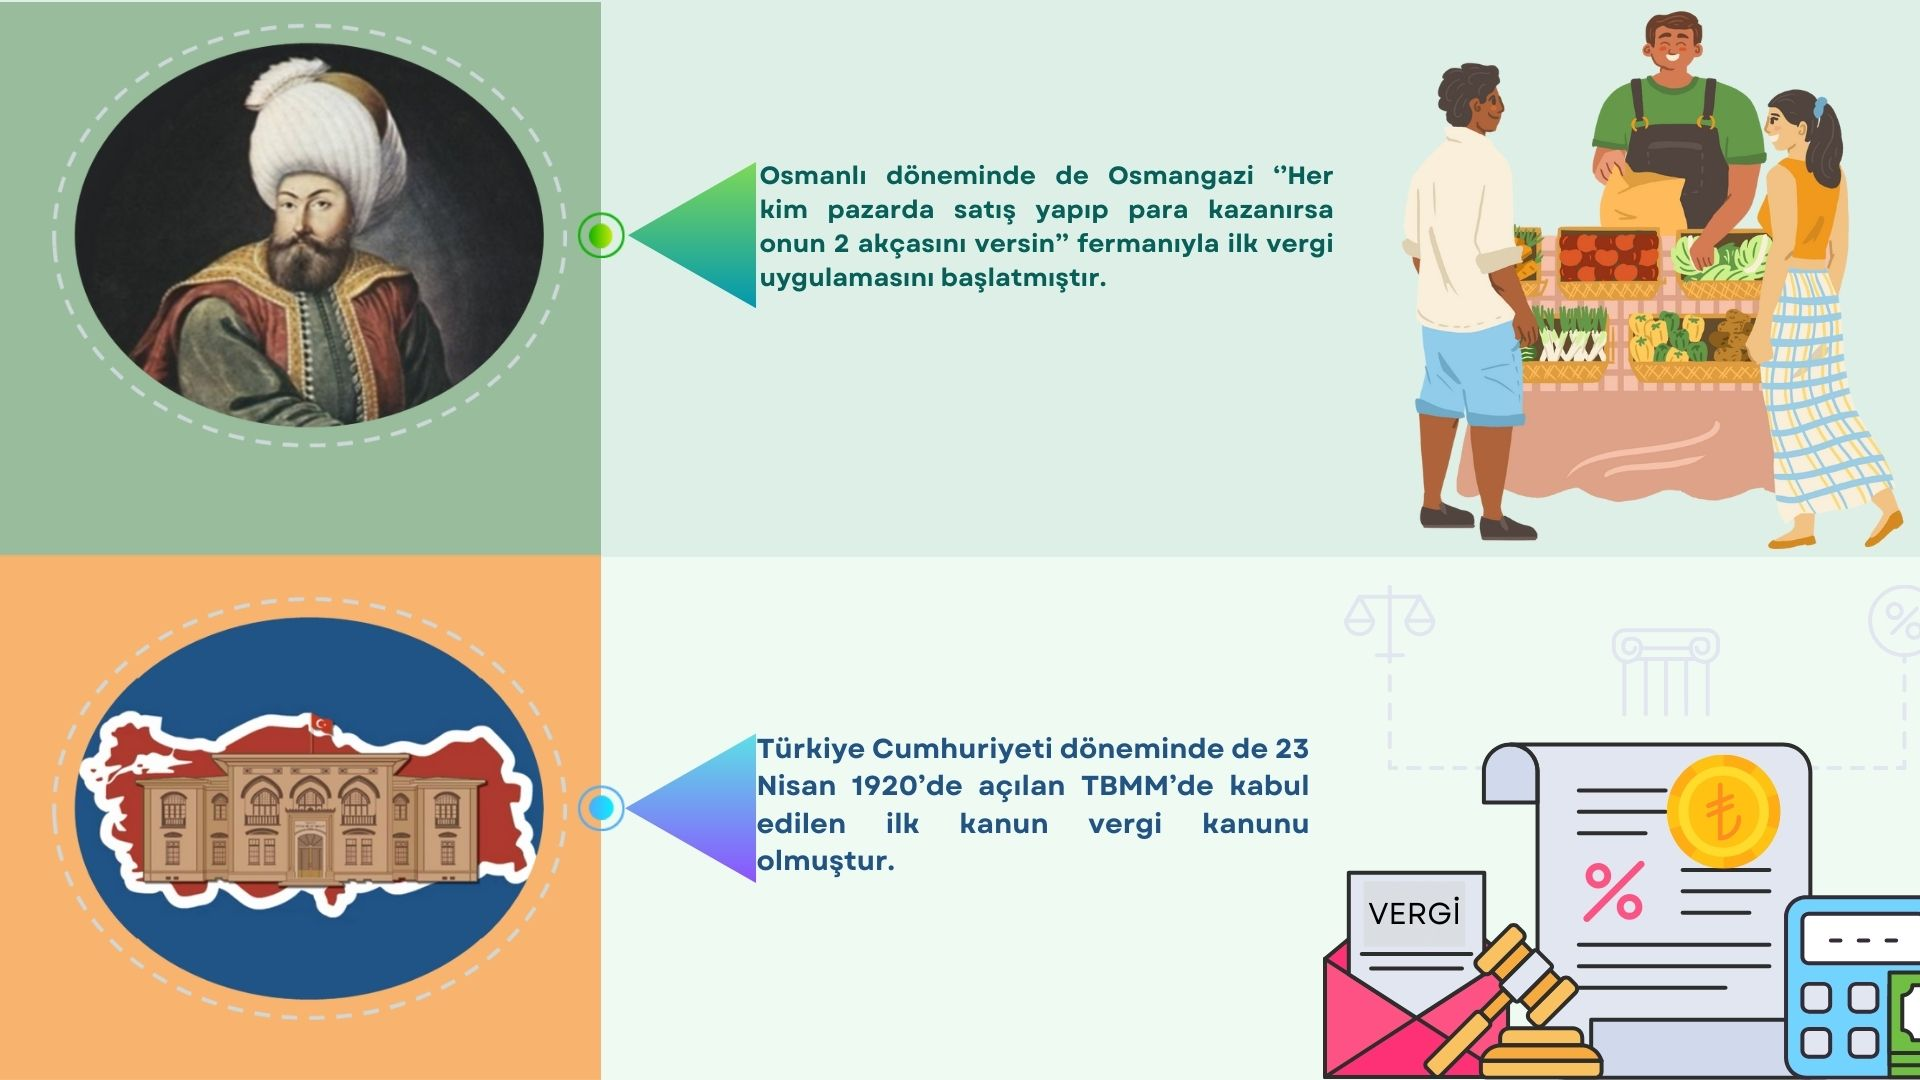 Osmanlı döneminde de Osmangazi ‘’Her
kim pazarda satış yapıp para kazanırsa
onun 2 akçasını versin’’ fermanıyla ilk vergi
uygulamasını başlatmıştır.
Türkiye Cumhuriyeti döneminde de 23
Nisan 1920’de açılan TBMM’de kabul
edilen ilk kanun vergi kanunu
olmuştur.
VERGİ